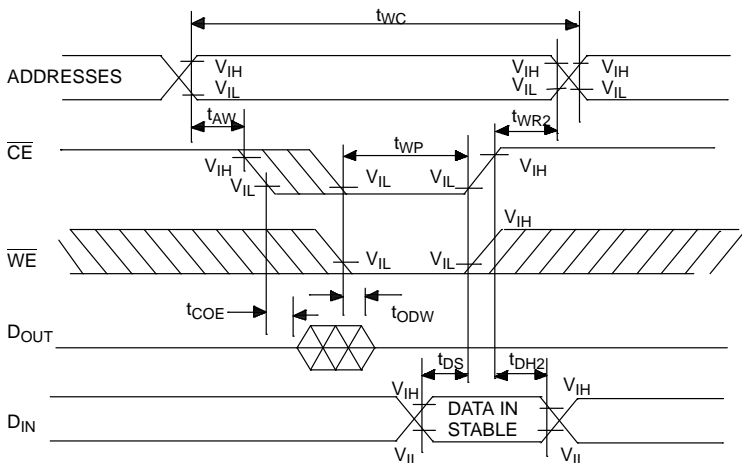 tWC
ADDRESSES
VIH
VIL
VIH
VIL
VIH
VIL
tAW
tWP
tWR2
CE
VIH
VIL
VIL
VIL
VIH
VIH
WE
VIL
VIL
tCOE
tODW
DOUT
tDS
tDH2
VIH
DATA IN
STABLE
VIH
DIN
VIL
VIL